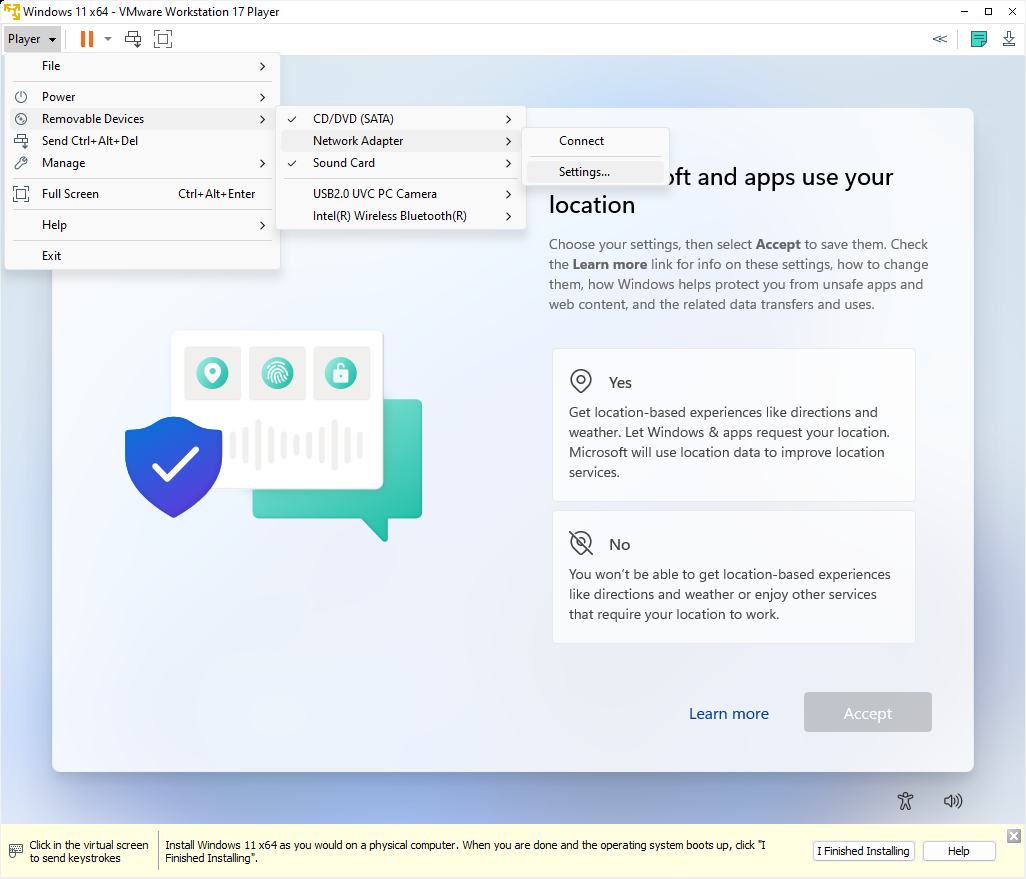 Windows 11 x64 - VMware Workstation 17 Player
Player
File
Power
Removable Devices
Send Ctrl+Alt+Del
Manage
Full Screen Ctrl+Alt+Enter
Help
Exit
CD/DVD (SATA)
Network Adapter
Sound Card
USB2.0 UVC PC Camera
Intel(R) Wireless Bluetooth(R)
Connect
Settings...
and apps use your
location
Choose your settings, then select Accept to save them. Check
the Learn more link for info on these settings, how to change
them, how Windows helps protect you from unsafe apps and
web content, and the related data transfers and uses.
Yes
Get location-based experiences like directions and
weather. Let Windows & apps request your location.
Microsoft will use location data to improve location
services.
No
You won't be able to get location-based experiences
like directions and weather or enjoy other services
that require your location to work.
Learn more
Accept
Click in the virtual screen
to send keystrokes
Install Windows 11 x64 as you would on a physical computer. When you are done and the operating system boots up, click "I
Finished Installing".
I Finished Installing
Help